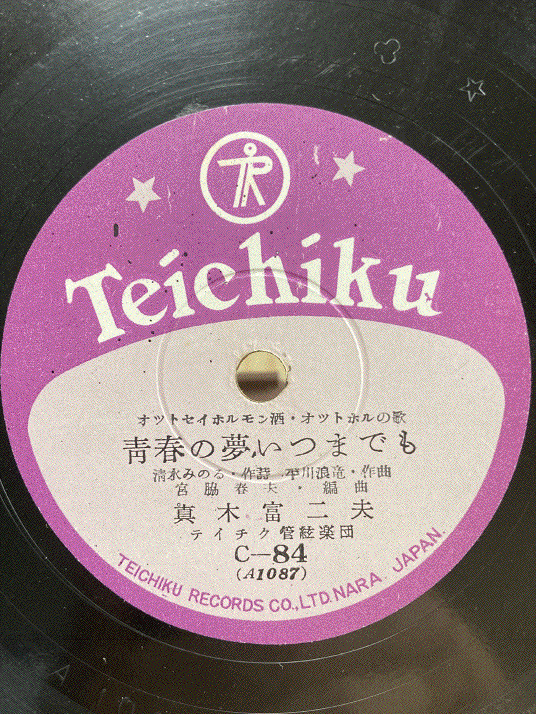 TR
Teichiku
オツトセイホルモン酒・オツトホルの歌
青春の夢いつまでも
清水みのる・作詩 平川浪竜・作曲
宮脇春夫・編曲
真木富二夫
テイチク管絃楽団
C-84
(A1087)
TEICHIKU RECORDS CO.,LTD.NARA. JAPAN.